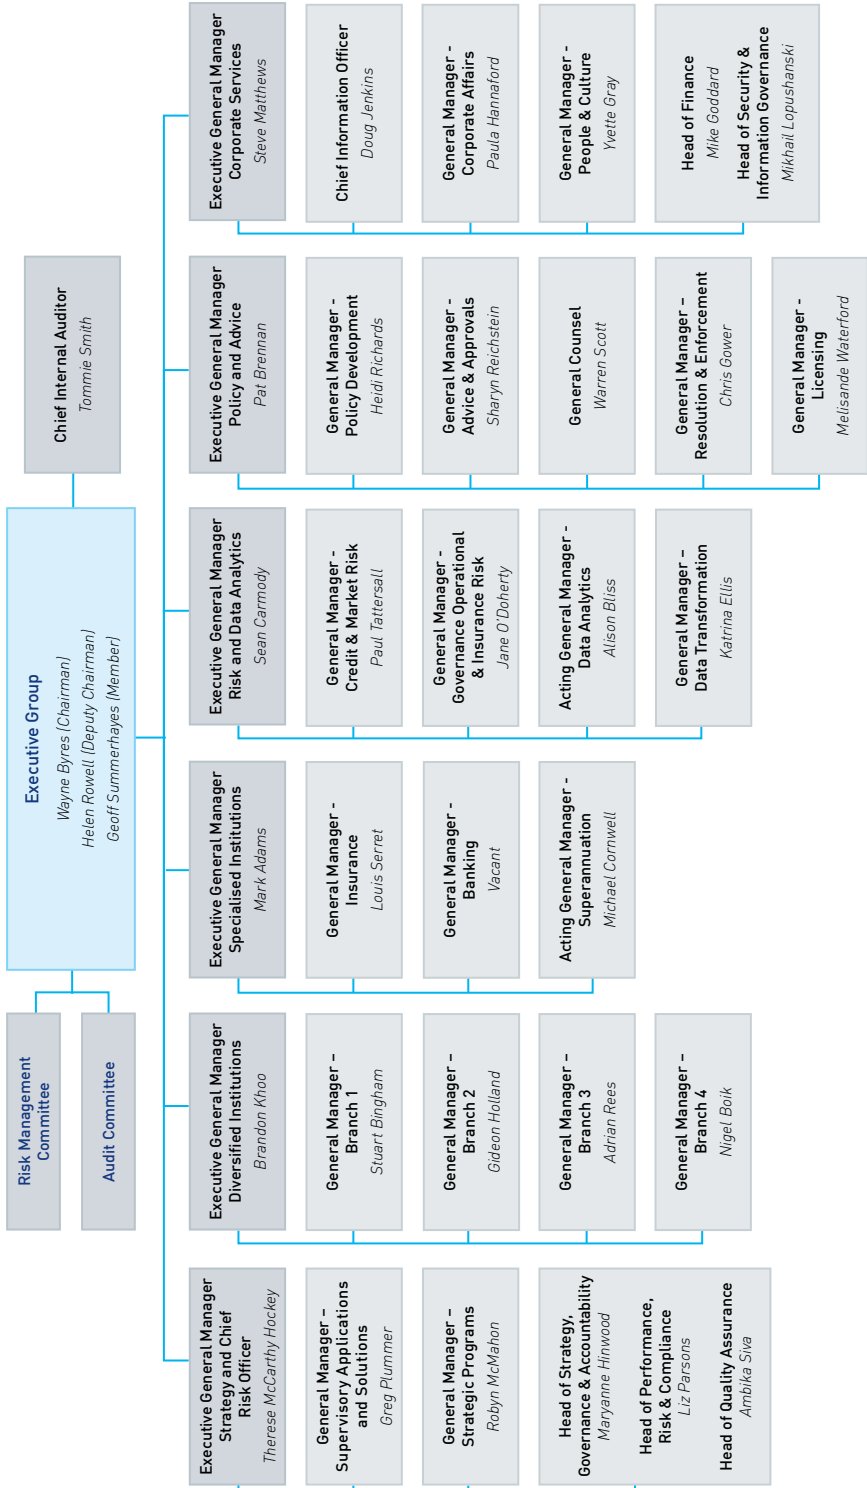 Risk Management
Committee
Audit Committee
Executive Group
Wayne Byres (Chairman)
Helen Rowell (Deputy Chairman)
Geoff Summerhayes (Member)
Chief Internal Auditor
Tommie Smith
Executive General Manager
Strategy and Chief
Risk Officer
Therese McCarthy Hockey
General Manager –
Supervisory Applications
and Solutions
Greg Plummer
General Manager –
Strategic Programs
Robyn McMahon
Head of Strategy,
Governance & Accountability
Maryanne Hinwood
Head of Performance,
Risk & Compliance
Liz Parsons
Head of Quality Assurance
Ambika Siva
Executive General Manager
Diversified Institutions
Brandon Khoo
General Manager –
Branch 1
Stuart Bingham
General Manager –
Branch 2
Gideon Holland
General Manager –
Branch 3
Adrian Rees
General Manager –
Branch 4
Nigel Boik
Executive General Manager
Specialised Institutions
Mark Adams
General Manager -
Insurance
Louis Serret
General Manager -
Banking
Vacant
Acting General Manager -
Superannuation
Michael Cornwell
Executive General Manager
Risk and Data Analytics
Sean Carmody
General Manager -
Credit & Market Risk
Paul Tattersall
General Manager -
Governance Operational
& Insurance Risk
Jane O'Doherty
Acting General Manager -
Data Analytics
Alison Bliss
General Manager –
Data Transformation
Katrina Ellis
Executive General Manager
Policy and Advice
Pat Brennan
General Manager -
Policy Development
Heidi Richards
General Manager -
Advice & Approvals
Sharyn Reichstein
General Counsel
Warren Scott
General Manager –
Resolution & Enforcement
Chris Gower
General Manager -
Licensing
Melisande Waterford
Executive General Manager
Corporate Services
Steve Matthews
Chief Information Officer
Doug Jenkins
General Manager -
Corporate Affairs
Paula Hannaford
General Manager -
People & Culture
Yvette Gray
Head of Finance
Mike Goddard
Head of Security &
Information Governance
Mikhail Lopushanski